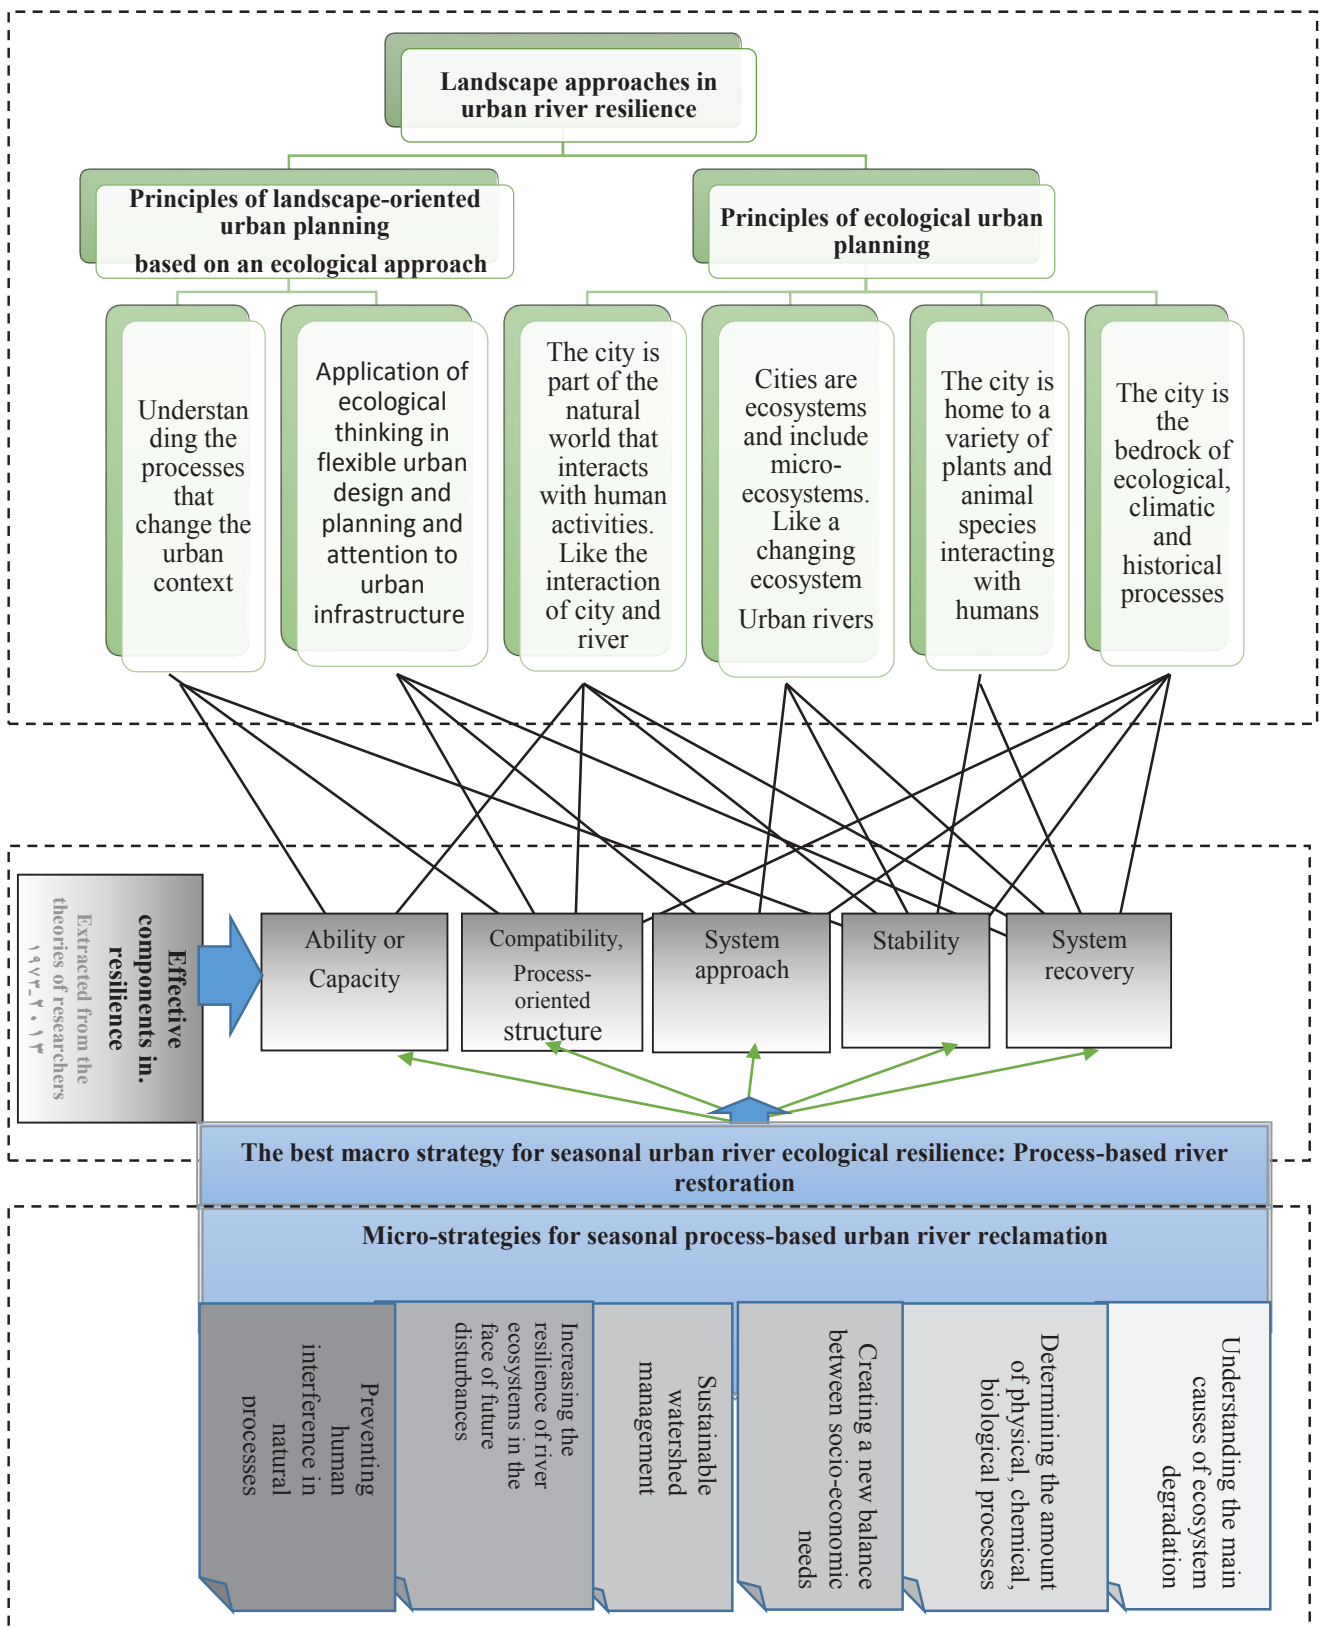 Landscape approaches in
urban river resilience
Principles of landscape-oriented
urban planning
based on an ecological approach
Principles of ecological urban
planning
Understan
ding the
processes
that
change the
urban
context
Application of
ecological
thinking in
flexible urban
design and
planning and
attention to
urban
infrastructure
The city is
part of the
natural
world that
interacts
with human
activities.
Like the
interaction
of city and
river
Cities are
ecosystems
and include
micro-
ecosystems.
Like a
changing
ecosystem
Urban rivers
The city is
home to a
variety of
plants and
animal
species
interacting
with
humans
The city is
the
bedrock of
ecological,
climatic
and
historical
processes
Effective
components in.
resilience
Extracted from the
theories of researchers
۱۹۷۳_۲۰۱۳
Ability or
Capacity
Compatibility,
Process-
oriented
structure
System
approach
Stability
System
recovery
The best macro strategy for seasonal urban river ecological resilience: Process-based river
restoration
Micro-strategies for seasonal process-based urban river reclamation
Preventing
human
interference in
natural
processes
Increasing the
resilience of river
ecosystems in the
face of future
disturbances
Sustainable
watershed
management
Creating a new balance
between socio-economic
needs
Determining the amount
of physical, chemical,
biological processes
Understanding the main
causes of ecosystem
degradation